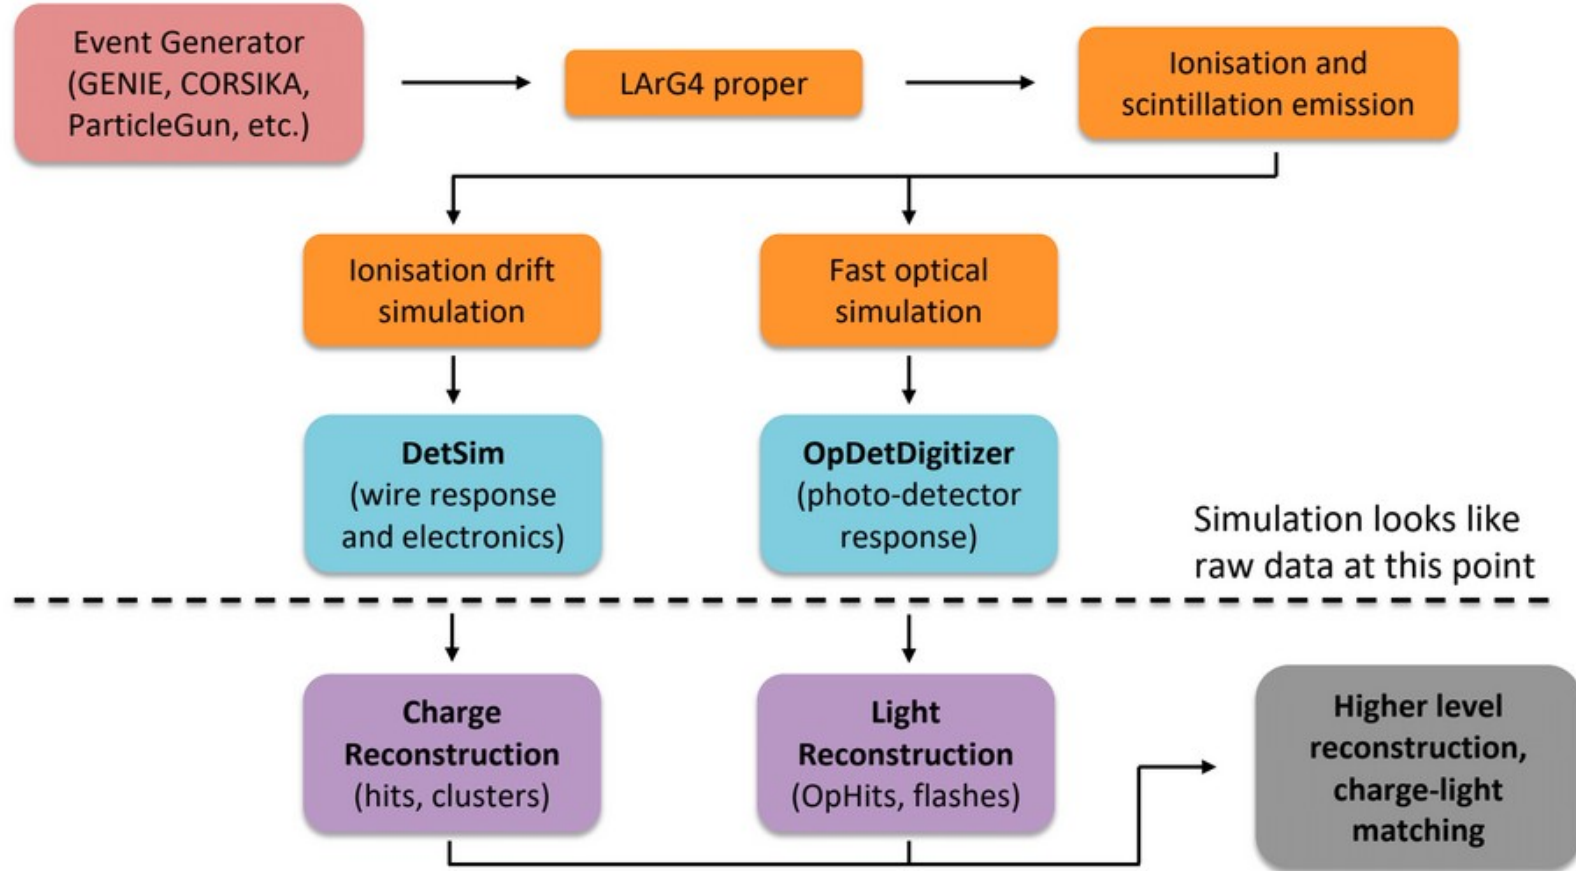 Event Generator
(GENIE, CORSIKA,
ParticleGun, etc.)
LArG4 proper
Ionisation and
scintillation emission
Ionisation drift
simulation
Fast optical
simulation
DetSim
(wire response
and electronics)
OpDetDigitizer
(photo-detector
response)
Simulation looks like
raw data at this point
Charge
Reconstruction
(hits, clusters)
Light
Reconstruction
(OpHits, flashes)
Higher level
reconstruction,
charge-light
matching